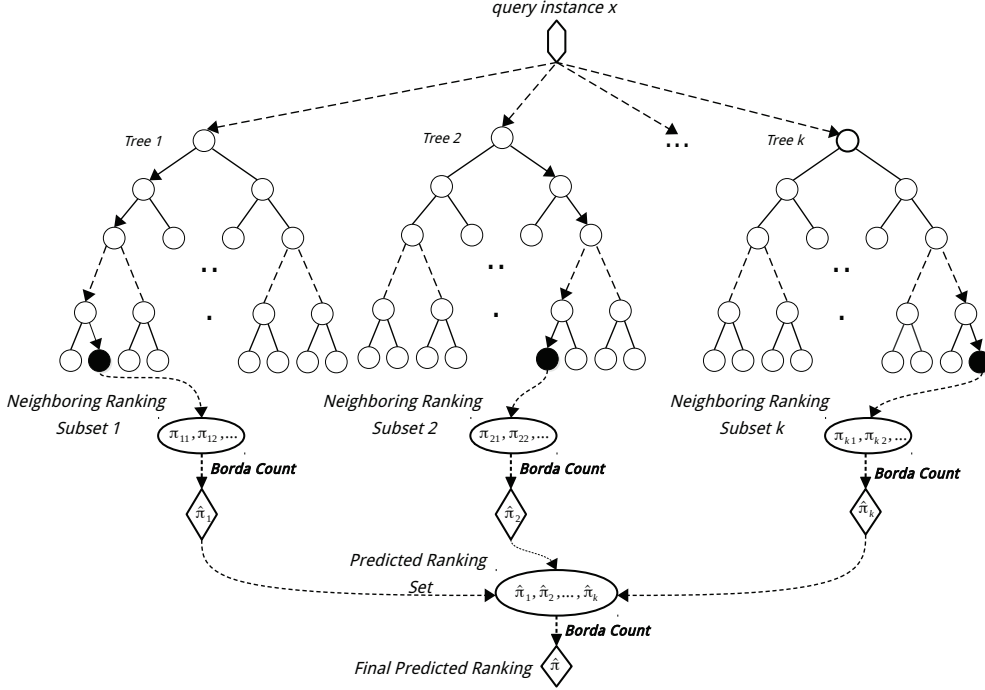 query instance x
Tree 1
Tree 2
...
Tree k
..
.
..
.
..
.
Neighboring Ranking
Subset 1
Neighboring Ranking
Subset 2
Neighboring Ranking
Subset k
π11, π12, ...
π21, π22, ...
πk1, πk2, ...
Borda Count
Borda Count
Borda Count
π̂1
π̂2
π̂k
Predicted Ranking
Set
π̂1, π̂2, ..., π̂k
Borda Count
Final Predicted Ranking
π̂